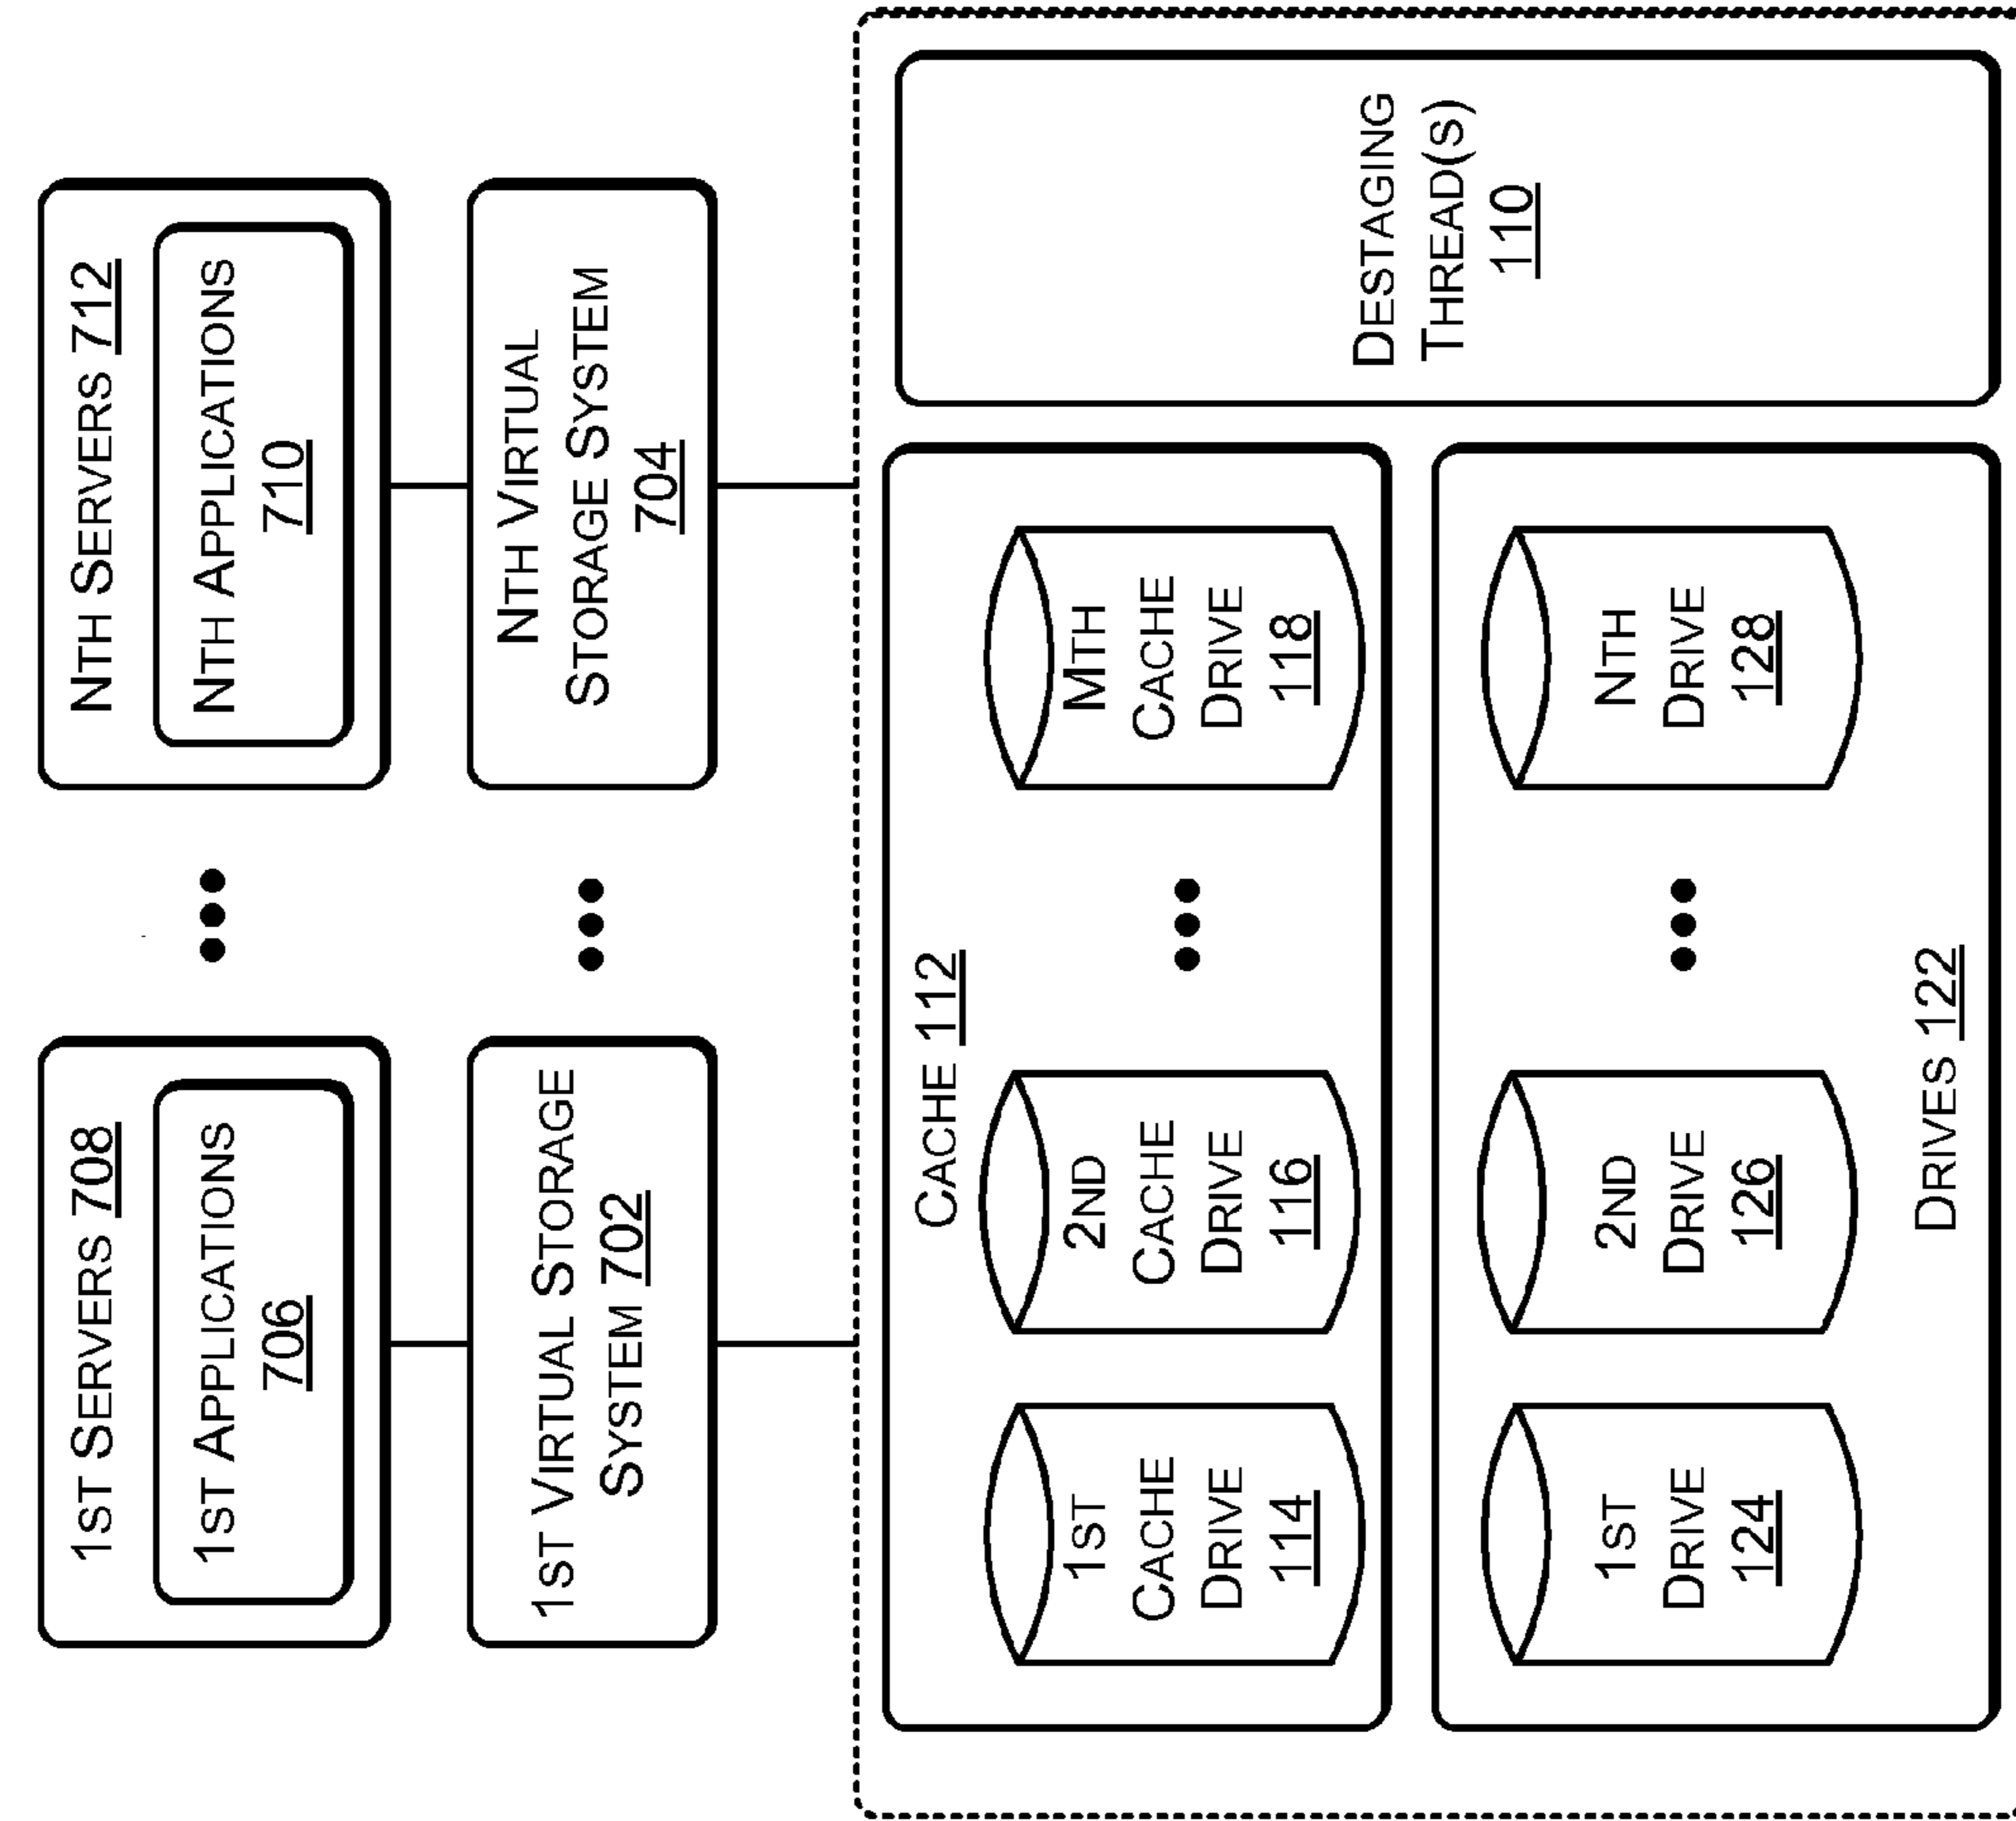 1ST SERVERS 708
1ST APPLICATIONS
706
NTH SERVERS 712
NTH APPLICATIONS
710
1ST VIRTUAL STORAGE
SYSTEM 702
NTH VIRTUAL
STORAGE SYSTEM
704
CACHE 112
1ST
CACHE
DRIVE
114
2ND
CACHE
DRIVE
116
MTH
CACHE
DRIVE
118
1ST
DRIVE
124
2ND
DRIVE
126
NTH
DRIVE
128
DRIVES 122
DESTAGING
THREAD(S)
110